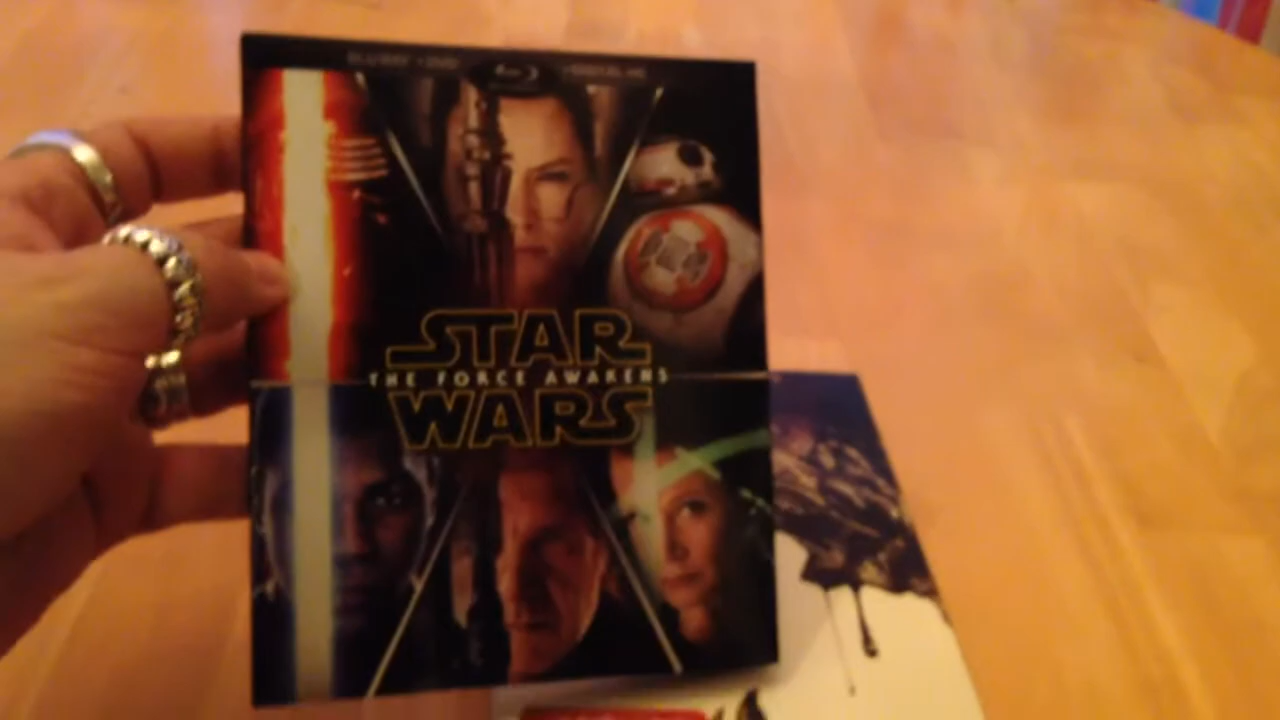 BLU-RAY + DVD + DIGITAL HD
STAR
THE FORCE AWAKENS
WARS